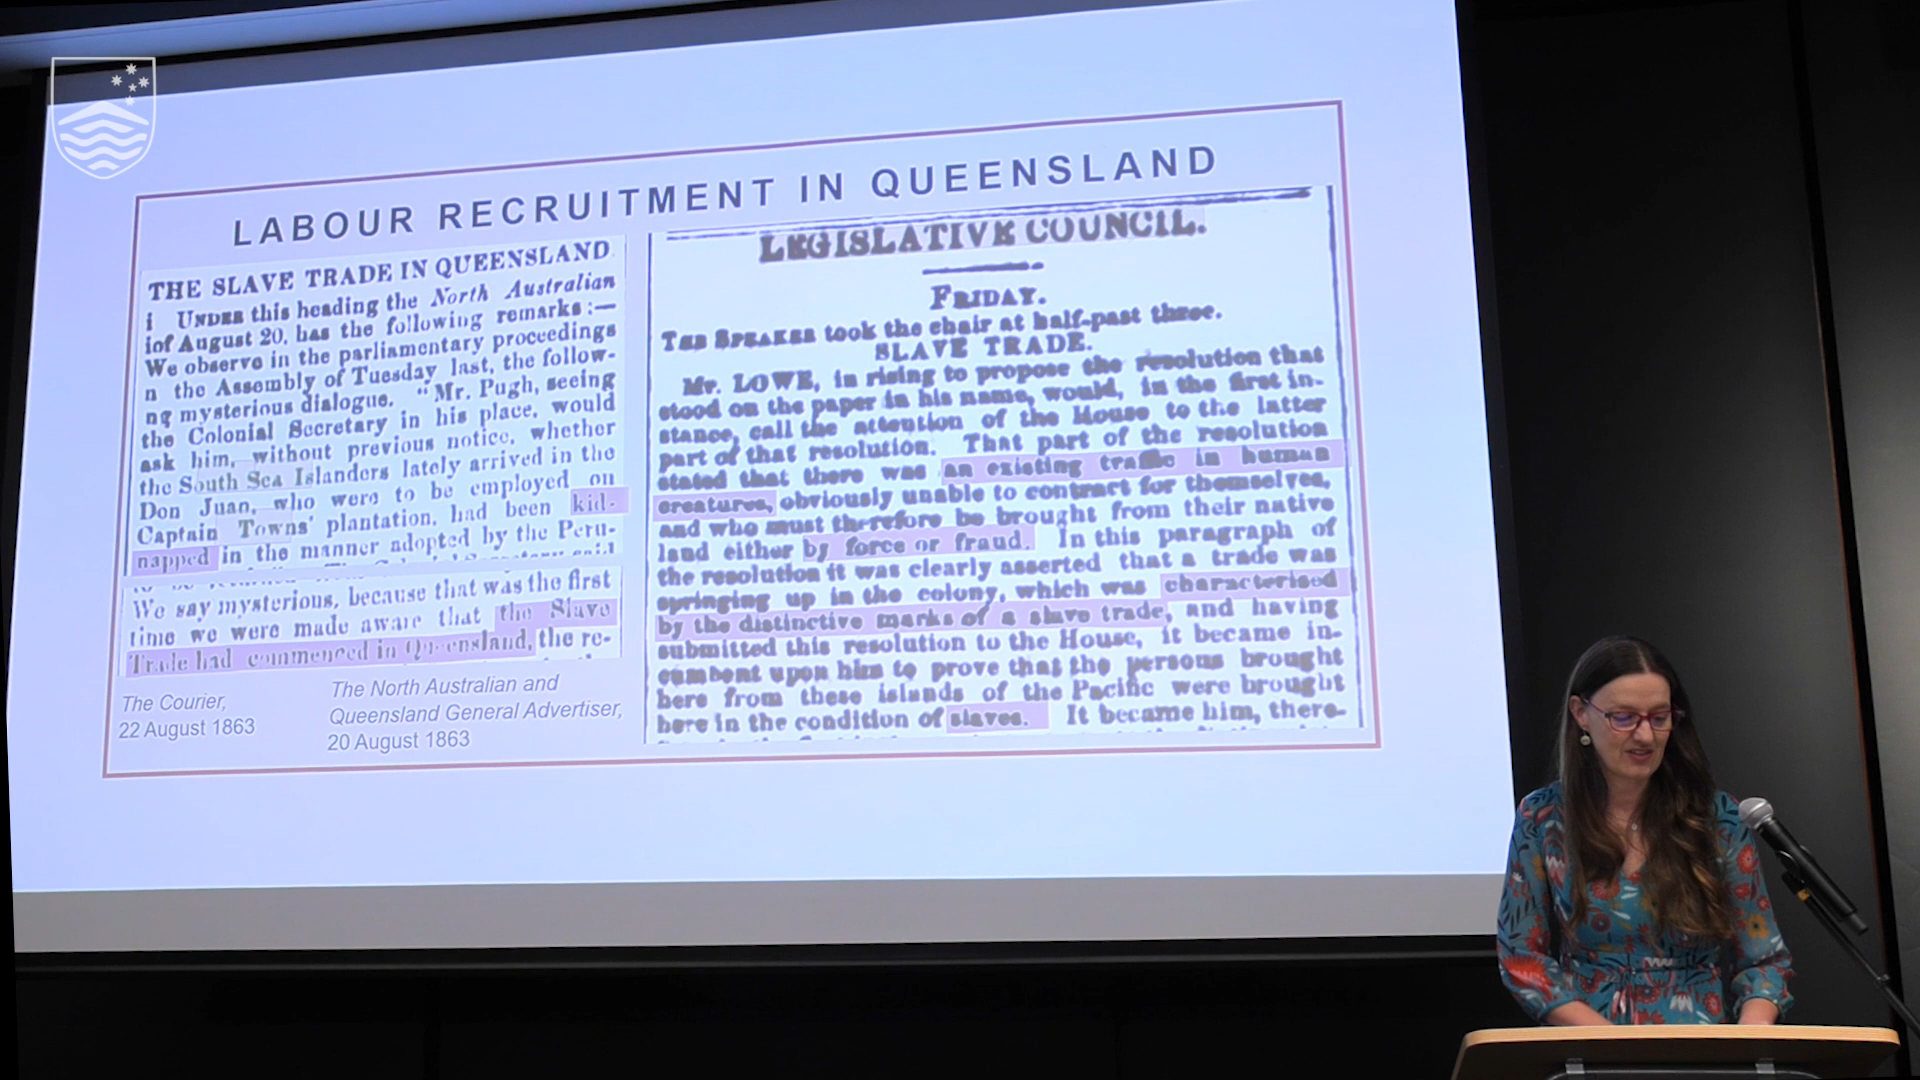 LABOUR RECRUITMENT IN QUEENSLAND
THE SLAVE TRADE IN QUEENSLAND
i UNDER this heading the North Australian
iof August 20, has the following remarks:—
We observe in the parliamentary proceedings
n the Assembly of Tuesday last, the follow-
ng mysterious dialogue. "Mr. Pugh, seeing
the Colonial Secretary in his place, would
ask him, without previous notice, whether
the South Sea Islanders lately arrived in the
Don Juan, who were to be employed on
Captain Towns' plantation, had been kid-
napped in the manner adopted by the Peru-
We say mysterious, because that was the first
time we were made aware that the Slave
Trade had commenced in Queensland, the re-
The Courier,
22 August 1863
The North Australian and
Queensland General Advertiser,
20 August 1863
LEGISLATIVE COUNCIL.
FRIDAY.
THE SPEAKER took the chair at half-past three.
SLAVE TRADE.
Mr. LOWE, in rising to propose the resolution that
stood on the paper in his name, would, in the first in-
stance, call the attention of the House to the latter
part of that resolution. That part of the resolution
stated that there was an existing traffic in human
creatures, obviously unable to contract for themselves,
and who must therefore be brought from their native
land either by force or fraud. In this paragraph of
the resolution it was clearly asserted that a trade was
springing up in the colony, which was characterised
by the distinctive marks of a slave trade, and having
submitted this resolution to the House, it became in-
cumbent upon him to prove that the persons brought
here from these islands of the Pacific were brought
here in the condition of slaves. It became him, there-